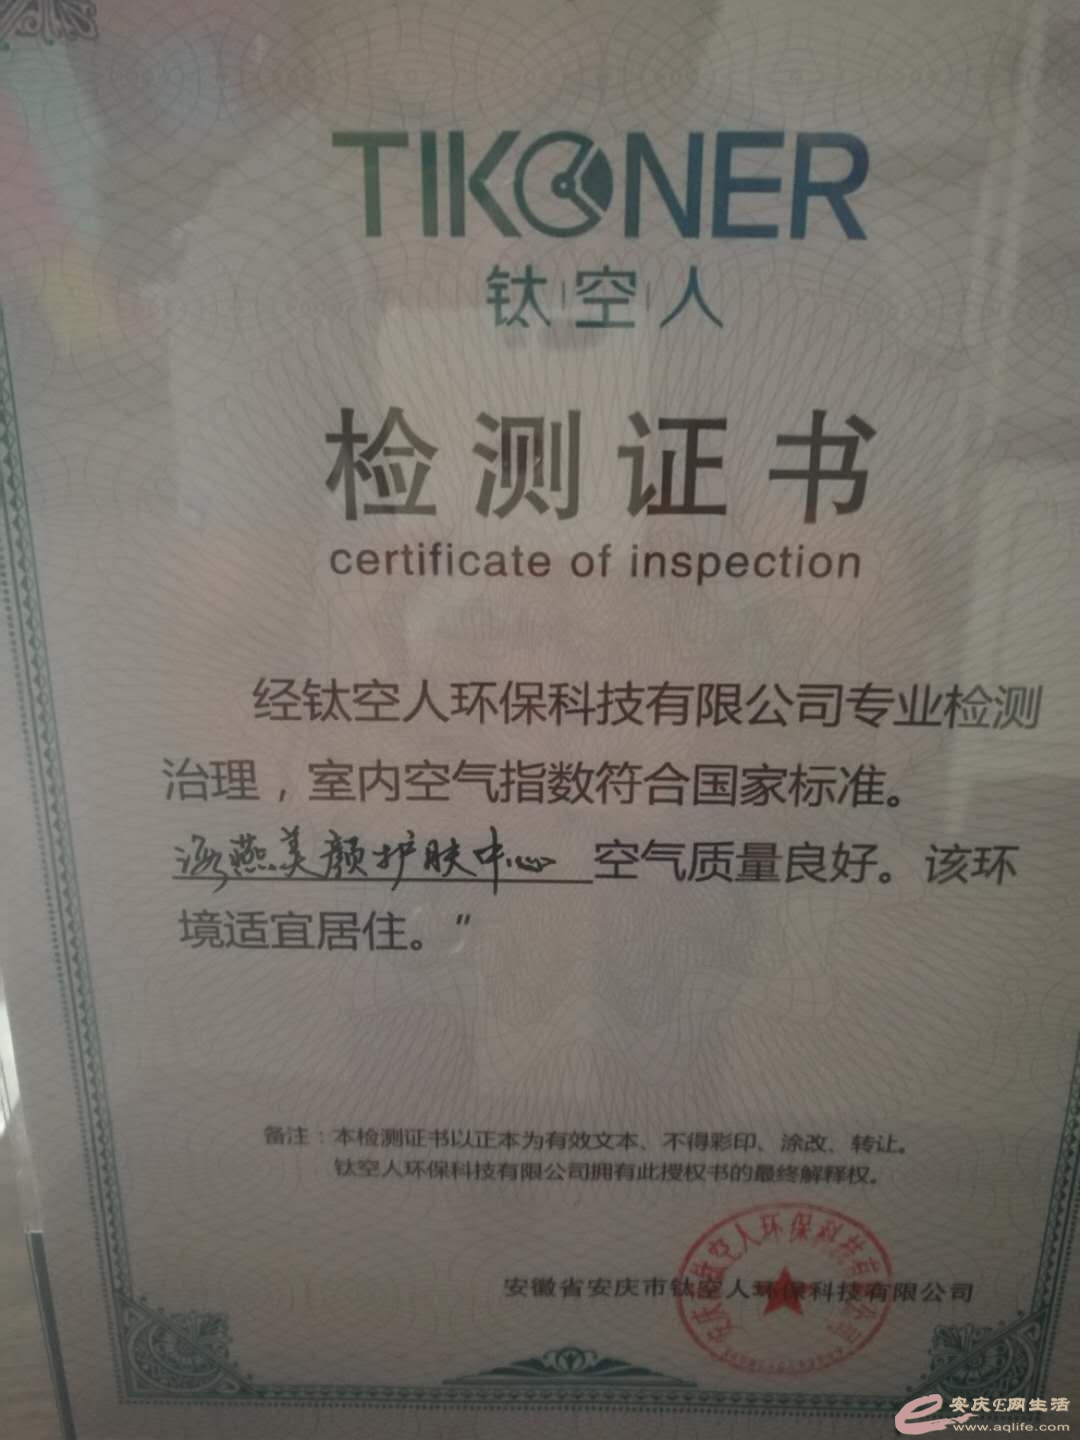 TIKONER
钛空人
检测证书
certificate of inspection
经钛空人环保科技有限公司专业检测
治理，室内空气指数符合国家标准。
海燕美颜护肤中心 空气质量良好。该环
境适宜居住。”
备注：本检测证书以正本为有效文本、不得彩印、涂改、转让。
钛空人环保科技有限公司拥有此授权书的最终解释权。
安徽省安庆市钛空人环保科技有限公司
安庆E网生活
www.aqlife.com